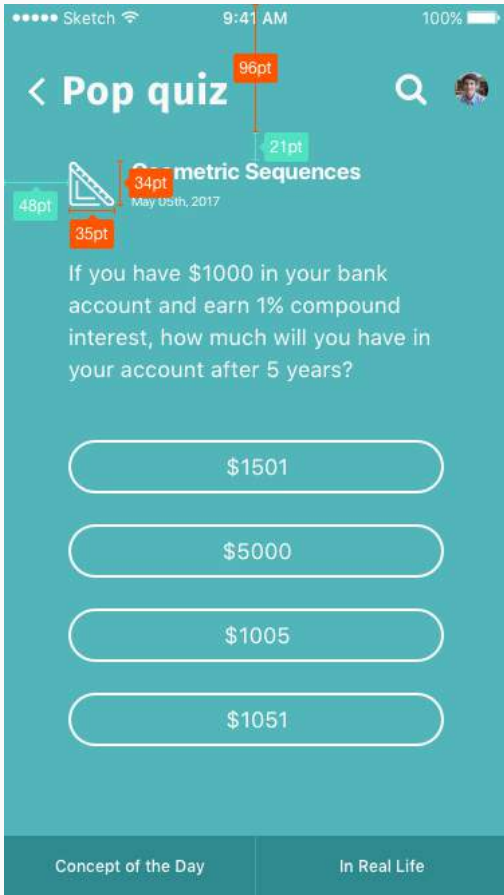 Sketch 9:41 AM 100%
96pt
Pop quiz
21pt
Geometric Sequences
34pt
May 05th, 2017
48pt
35pt
If you have $1000 in your bank
account and earn 1% compound
interest, how much will you have in
your account after 5 years?
$1501
$5000
$1005
$1051
Concept of the Day In Real Life